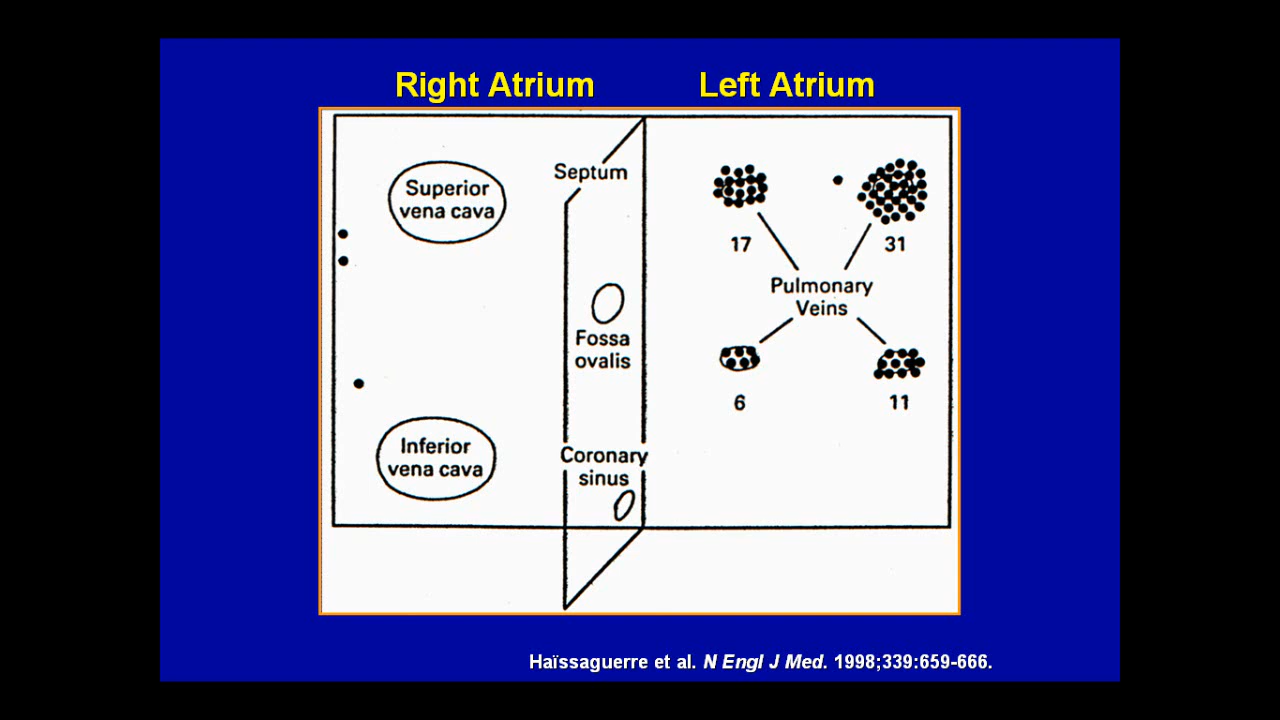 Right Atrium
Left Atrium
Septum
Superior
vena cava
17
31
Pulmonary
Veins
Fossa
ovalis
6
11
Inferior
vena cava
Coronary
sinus
Haïssaguerre et al. N Engl J Med. 1998;339:659-666.